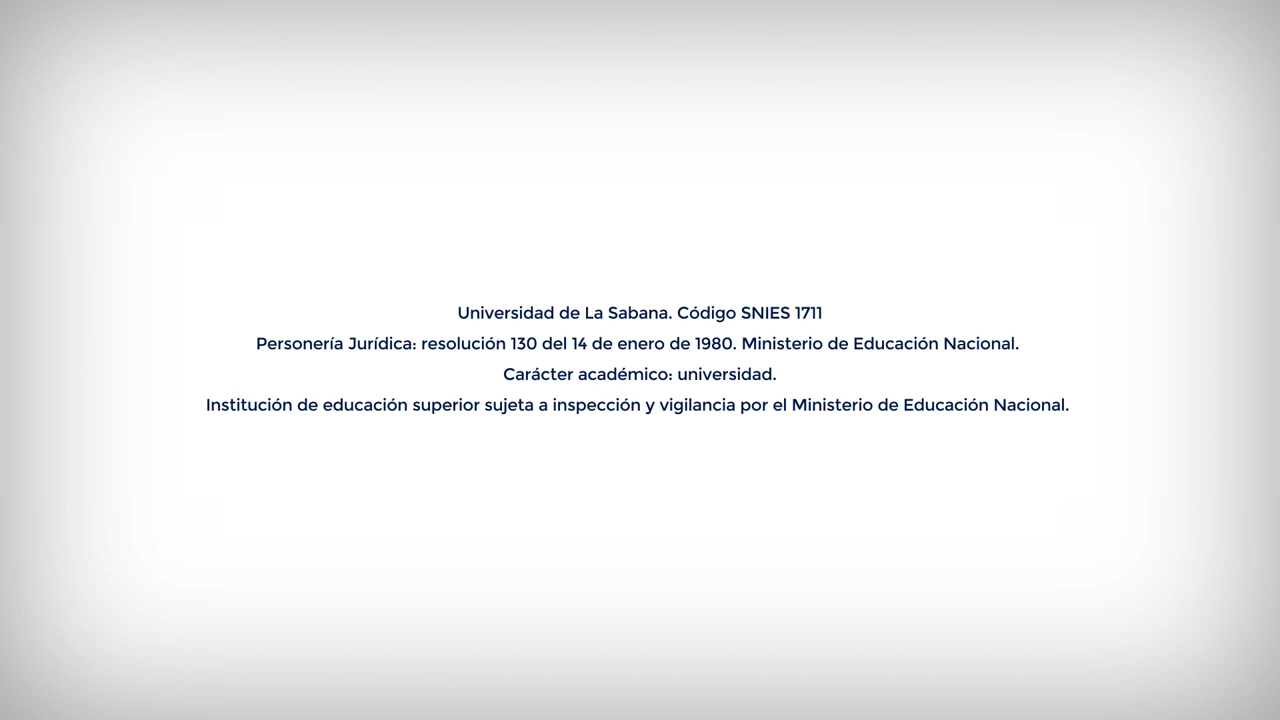 Universidad de La Sabana. Código SNIES 1711
Personería Jurídica: resolución 130 del 14 de enero de 1980. Ministerio de Educación Nacional.
Carácter académico: universidad.
Institución de educación superior sujeta a inspección y vigilancia por el Ministerio de Educación Nacional.